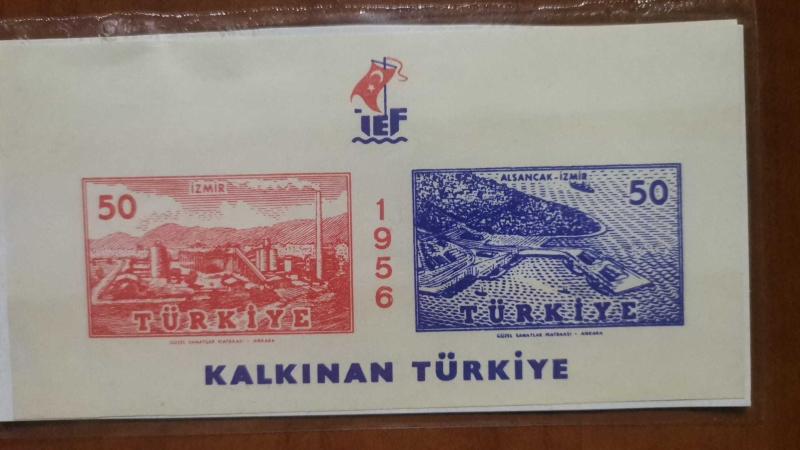 İEF
İZMİR
50
TÜRKİYE
GÜZEL SANATLAR MATBAASI - ANKARA
1956
ALSANCAK-İZMİR
50
TÜRKİYE
GÜZEL SANATLAR MATBAASI - ANKARA
KALKINAN TÜRKİYE